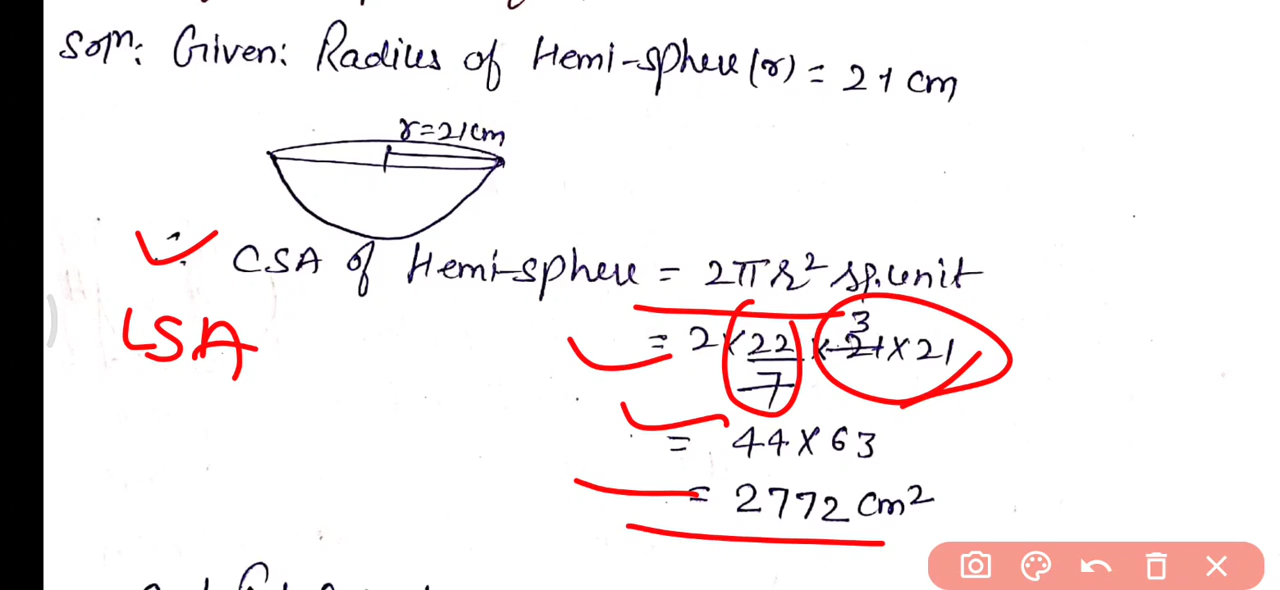 Soln: Given: Radius of Hemi-sphere (r) = 21 cm
r=21cm
∴ CSA of Hemi-sphere = 2πr² sq. unit
LSA
= 2 × 22/7 × 21 × 21
3
= 44 × 63
= 2772 cm²